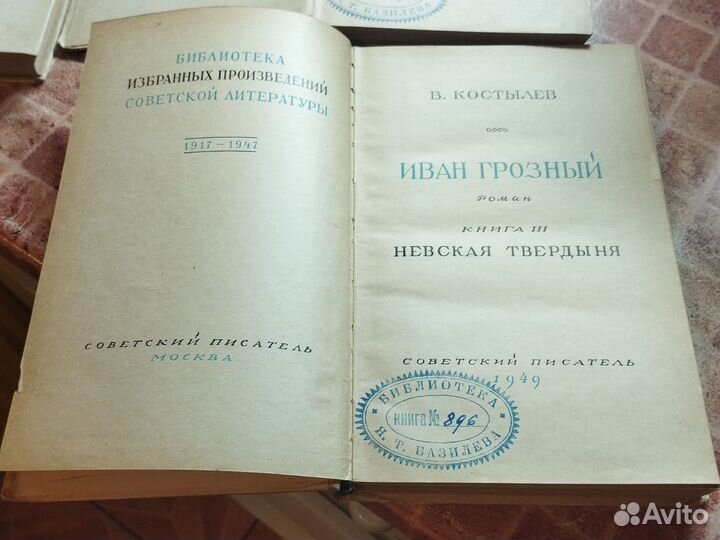 Я. Т. БАЗИЛЕВА
БИБЛИОТЕКА
ИЗБРАННЫХ ПРОИЗВЕДЕНИЙ
СОВЕТСКОЙ ЛИТЕРАТУРЫ
1917-1947
СОВЕТСКИЙ ПИСАТЕЛЬ
МОСКВА
В. КОСТЫЛЕВ
ИВАН ГРОЗНЫЙ
роман
КНИГА III
НЕВСКАЯ ТВЕРДЫНЯ
СОВЕТСКИЙ ПИСАТЕЛЬ
1949
БИБЛИОТЕКА
КНИГА № 896
Я. Т. БАЗИЛЕВА
Avito